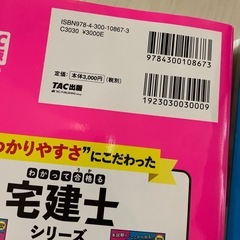 ISBN978-4-300-10867-3
C3030 ¥3000E
定価：本体3,000円（税別）
TAC出版
9784300108673
1923030030009
わかりやすさ"にこだわった
わかって合格る
うか
宅建士
シリーズ